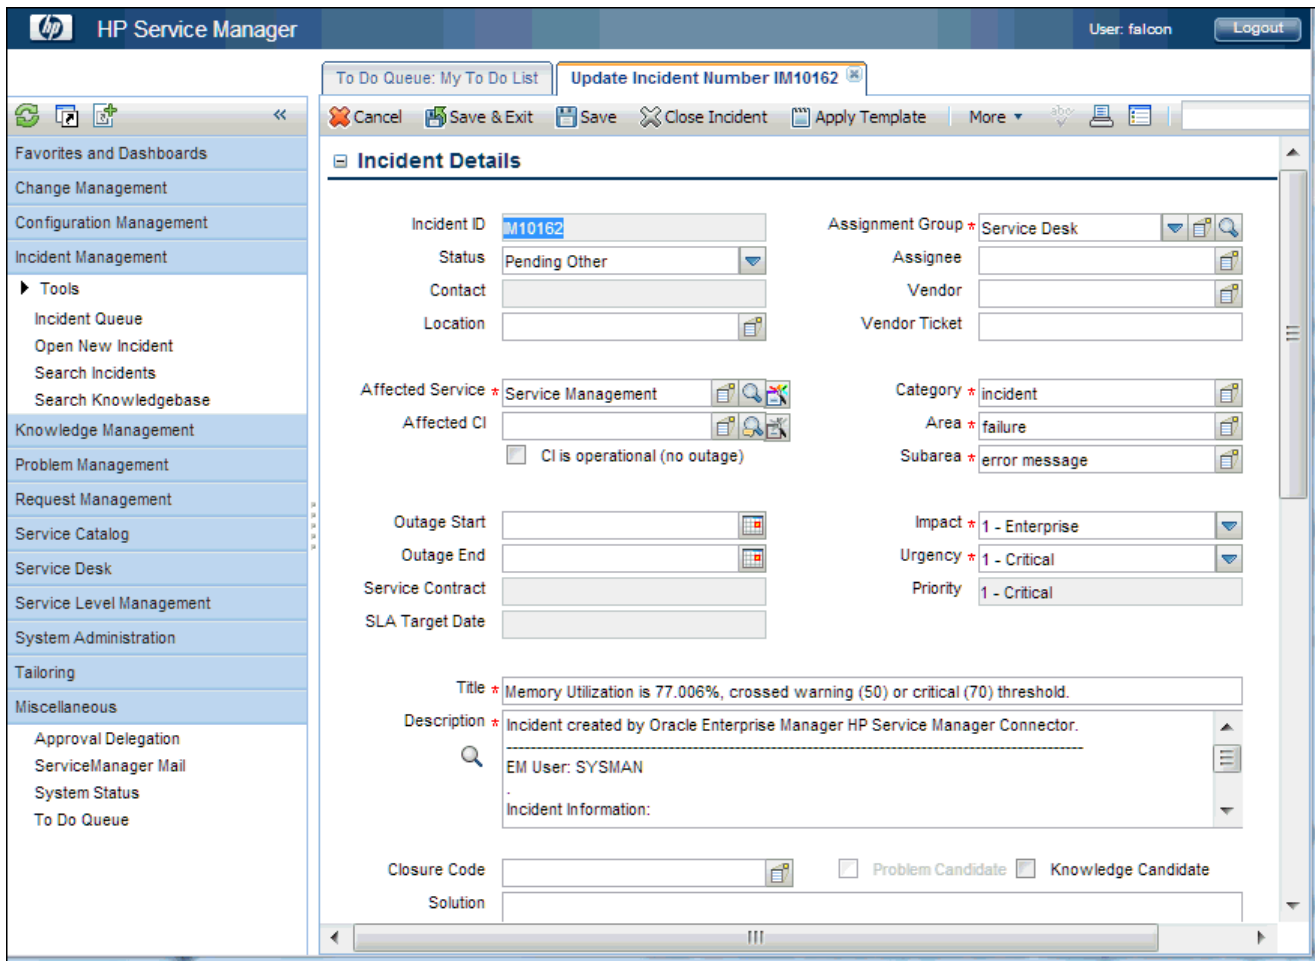 hp HP Service Manager User: falcon Logout
To Do Queue: My To Do List Update Incident Number IM10162
Cancel Save & Exit Save Close Incident Apply Template More abc
Favorites and Dashboards
Change Management
Configuration Management
Incident Management
Tools
Incident Queue
Open New Incident
Search Incidents
Search Knowledgebase
Knowledge Management
Problem Management
Request Management
Service Catalog
Service Desk
Service Level Management
System Administration
Tailoring
Miscellaneous
Approval Delegation
ServiceManager Mail
System Status
To Do Queue
Incident Details
Incident ID IM10162 Assignment Group * Service Desk
Status Pending Other Assignee
Contact Vendor
Location Vendor Ticket
Affected Service * Service Management Category * incident
Affected CI Area * failure
CI is operational (no outage) Subarea * error message
Outage Start Impact * 1 - Enterprise
Outage End Urgency * 1 - Critical
Service Contract Priority 1 - Critical
SLA Target Date
Title * Memory Utilization is 77.006%, crossed warning (50) or critical (70) threshold.
Description * Incident created by Oracle Enterprise Manager HP Service Manager Connector.
--------------------------------------------------------------------------------
EM User: SYSMAN
.
Incident Information:
Closure Code Problem Candidate Knowledge Candidate
Solution